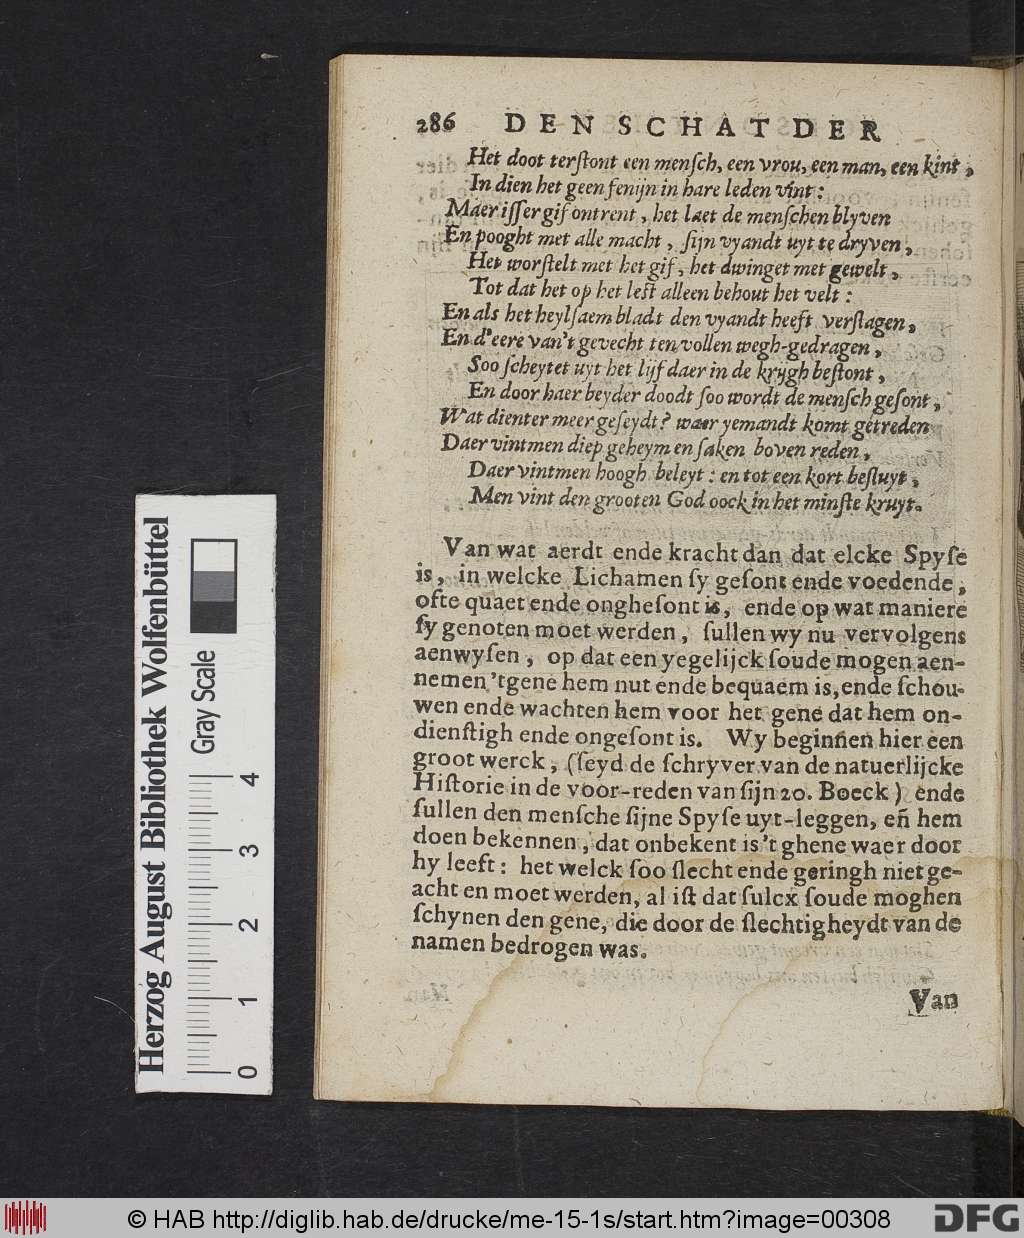 286 DEN SCHAT DER
Het doot terſtont een menſch, een vrou, een man, een kint,
In dien het geen fenijn in hare leden vint:
Maer iſſer gif ontrent, het laet de menſchen blyven
En pooght met alle macht, ſijn vyandt uyt te dryven,
Het worſtelt met het gif, het dwinget met gewelt,
Tot dat het op het left alleen behout het velt:
En als het heylſaem bladt den vyandt heeft verſlagen,
En d'eere van't gevecht ten vollen wegh-gedragen,
Soo ſcheytet uyt het lijf daer in de krygh beſtont,
En door haer beyder doodt ſoo wordt de menſch geſont,
Wat dienter meer geſeydt? waer yemandt komt getreden
Daer vintmen diep geheym en ſaken boven reden,
Daer vintmen hoogh beleyt: en tot een kort beſluyt,
Men vint den grooten God oock in het minſte kruyt.
Van wat aerdt ende kracht dan dat elcke Spyſe
is, in welcke Lichamen ſy geſont ende voedende,
ofte quaet ende ongheſont is, ende op wat maniere
ſy genoten moet werden, ſullen wy nu vervolgens
aenwyſen, op dat een yegelijck ſoude mogen aen-
nemen 'tgene hem nut ende bequaem is, ende ſchou-
wen ende wachten hem voor het gene dat hem on-
dienſtigh ende ongeſont is. Wy beginnen hier een
groot werck, (ſeyd de ſchryver van de natuerlijcke
Hiſtorie in de voor-reden van ſijn 20. Boeck) ende
ſullen den menſche ſijne Spyſe uyt-leggen, en̄ hem
doen bekennen, dat onbekent is 't ghene waer door
hy leeft: het welck ſoo ſlecht ende geringh niet ge-
acht en moet werden, al iſt dat ſulcx ſoude moghen
ſchynen den gene, die door de ſlechtigheydt van de
namen bedrogen was.
Van
Herzog August Bibliothek Wolfenbüttel
Gray Scale
0 1 2 3 4
© HAB http://diglib.hab.de/drucke/me-15-1s/start.htm?image=00308
DFG